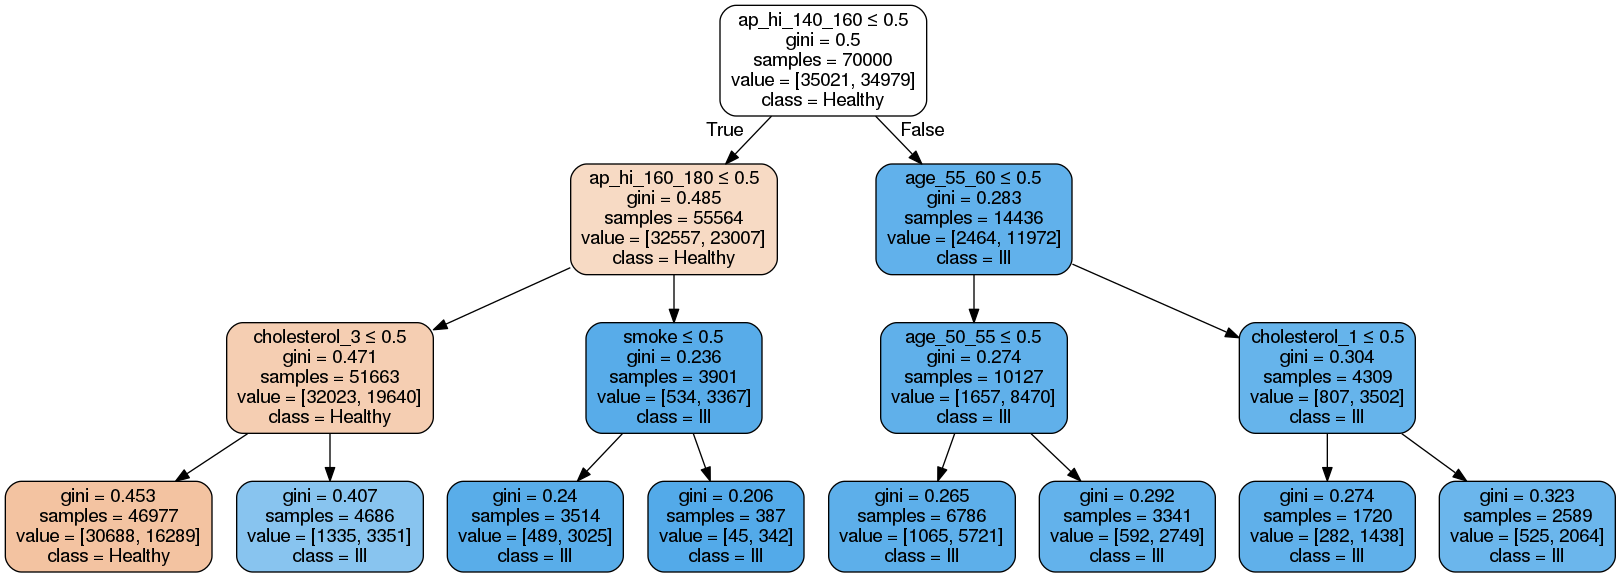 ap_hi_140_160 ≤ 0.5
gini = 0.5
samples = 70000
value = [35021, 34979]
class = Healthy
True
False
ap_hi_160_180 ≤ 0.5
gini = 0.485
samples = 55564
value = [32557, 23007]
class = Healthy
age_55_60 ≤ 0.5
gini = 0.283
samples = 14436
value = [2464, 11972]
class = Ill
cholesterol_3 ≤ 0.5
gini = 0.471
samples = 51663
value = [32023, 19640]
class = Healthy
smoke ≤ 0.5
gini = 0.236
samples = 3901
value = [534, 3367]
class = Ill
age_50_55 ≤ 0.5
gini = 0.274
samples = 10127
value = [1657, 8470]
class = Ill
cholesterol_1 ≤ 0.5
gini = 0.304
samples = 4309
value = [807, 3502]
class = Ill
gini = 0.453
samples = 46977
value = [30688, 16289]
class = Healthy
gini = 0.407
samples = 4686
value = [1335, 3351]
class = Ill
gini = 0.24
samples = 3514
value = [489, 3025]
class = Ill
gini = 0.206
samples = 387
value = [45, 342]
class = Ill
gini = 0.265
samples = 6786
value = [1065, 5721]
class = Ill
gini = 0.292
samples = 3341
value = [592, 2749]
class = Ill
gini = 0.274
samples = 1720
value = [282, 1438]
class = Ill
gini = 0.323
samples = 2589
value = [525, 2064]
class = Ill